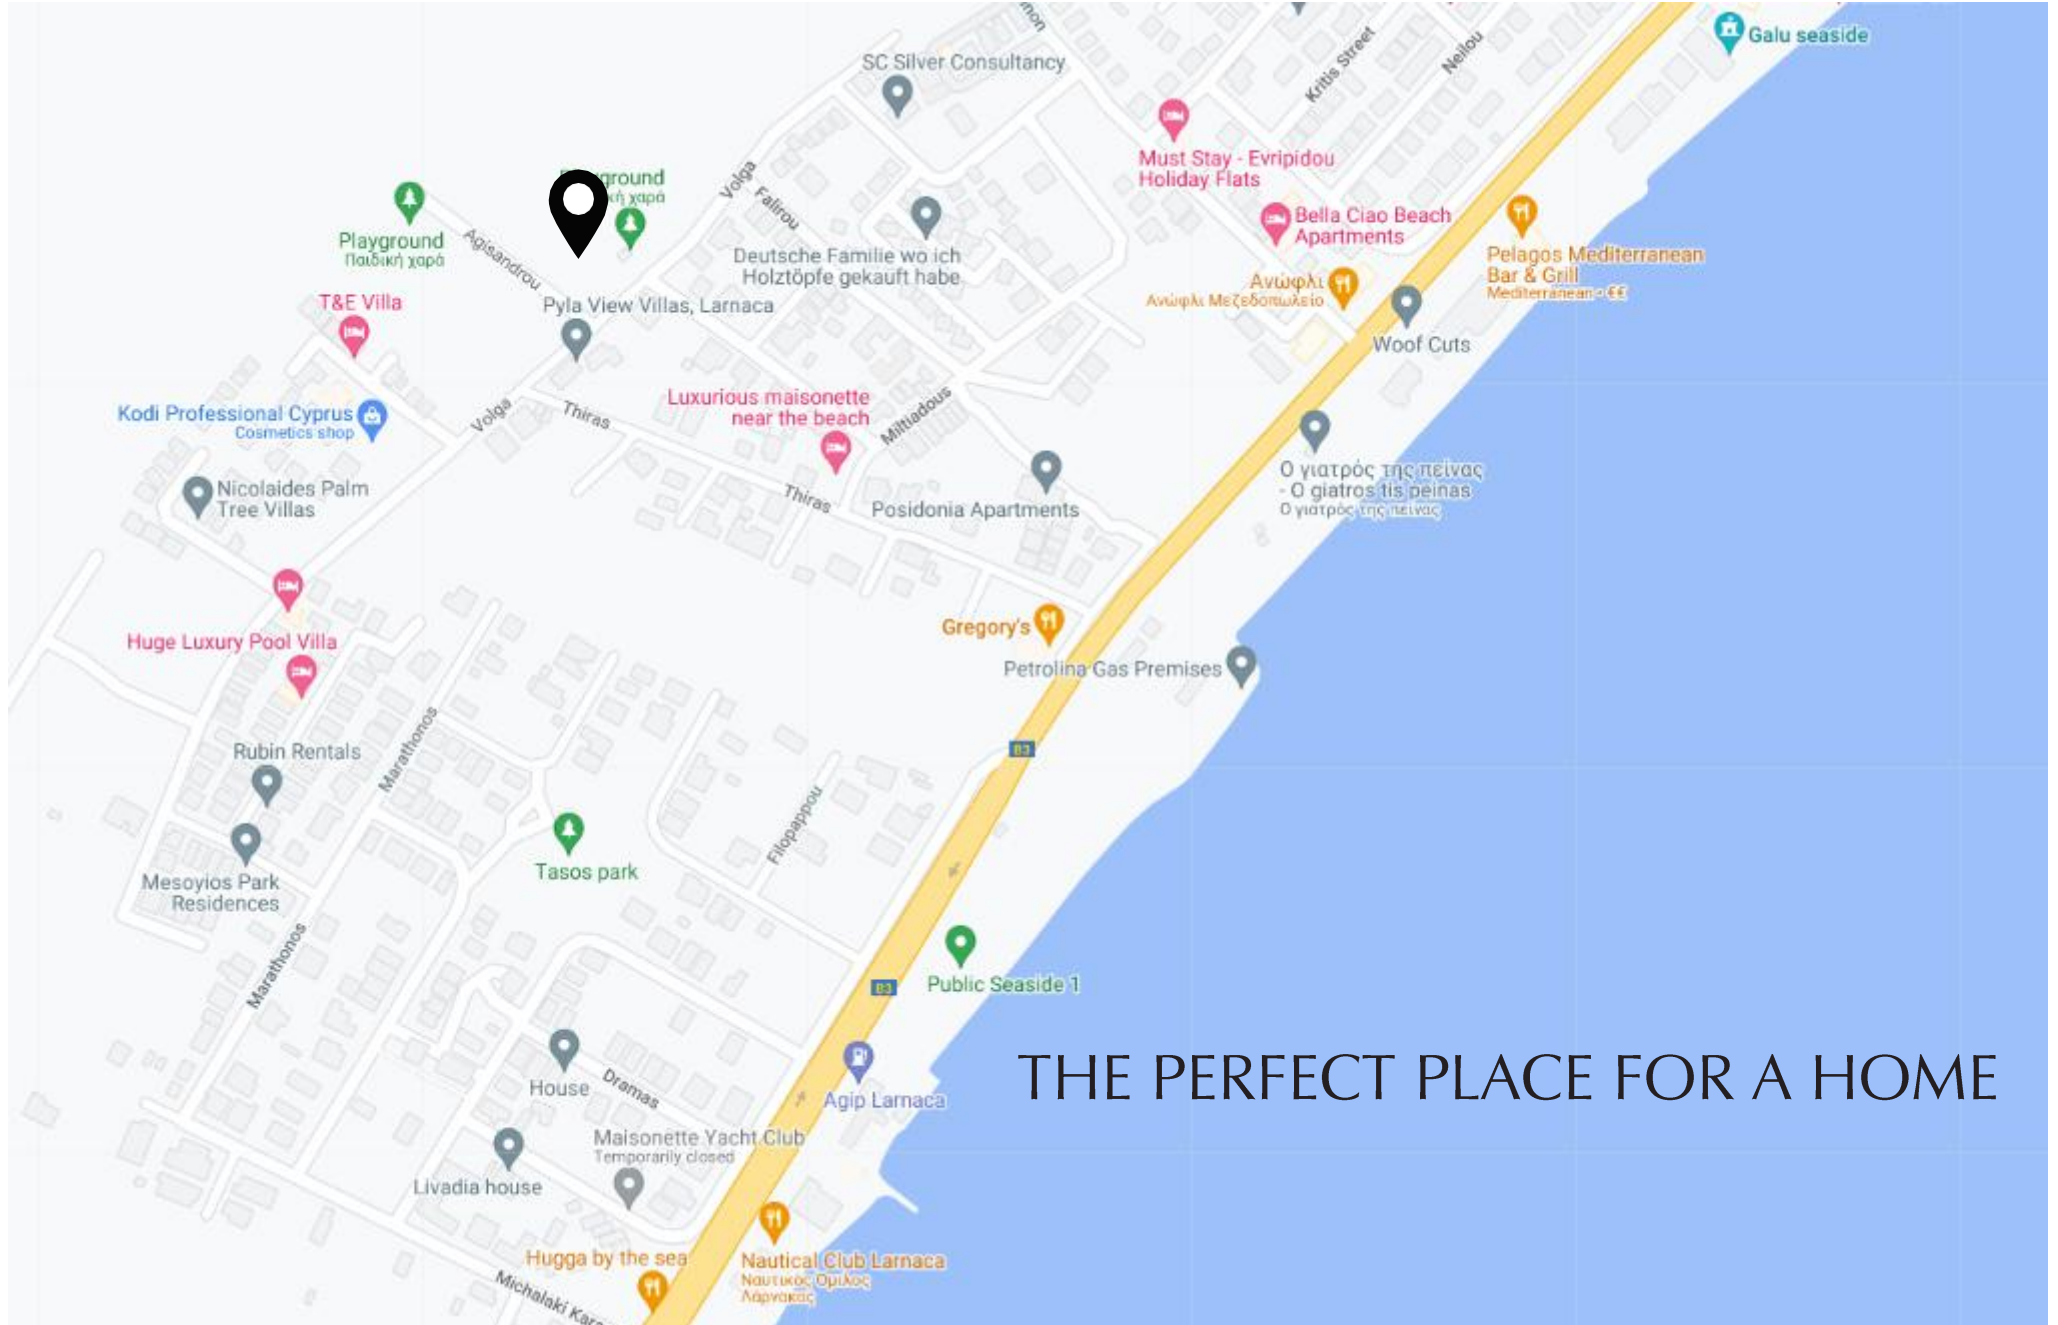 Galu seaside
SC Silver Consultancy
Kritis Street
Neilou
Must Stay - Evripidou
Holiday Flats
Volga
Falirou
Playground
Παιδική χαρά
Agisandrou
Deutsche Familie wo ich
Holztöpfe gekauft habe
Bella Ciao Beach
Apartments
Pelagos Mediterranean
Bar & Grill
Mediterranean • €€
Ανώφλι
Ανώφλι Μεζεδοπωλείο
T&E Villa
Pyla View Villas, Larnaca
Woof Cuts
Kodi Professional Cyprus
Cosmetics shop
Volga
Thiras
Luxurious maisonette
near the beach
Miltiadous
Ο γιατρός της πείνας
- O giatros tis peinas
Ο γιατρός της πείνας
Nicolaides Palm
Tree Villas
Thiras
Posidonia Apartments
Gregory's
Petrolina Gas Premises
Huge Luxury Pool Villa
B3
Marathonos
Rubin Rentals
Filopappou
Tasos park
Mesoyios Park
Residences
Marathonos
B3
Public Seaside 1
THE PERFECT PLACE FOR A HOME
House
Dramas
Agip Larnaca
Maisonette Yacht Club
Temporarily closed
Livadia house
Hugga by the sea
Nautical Club Larnaca
Ναυτικός Όμιλος
Λάρνακας
Michalaki